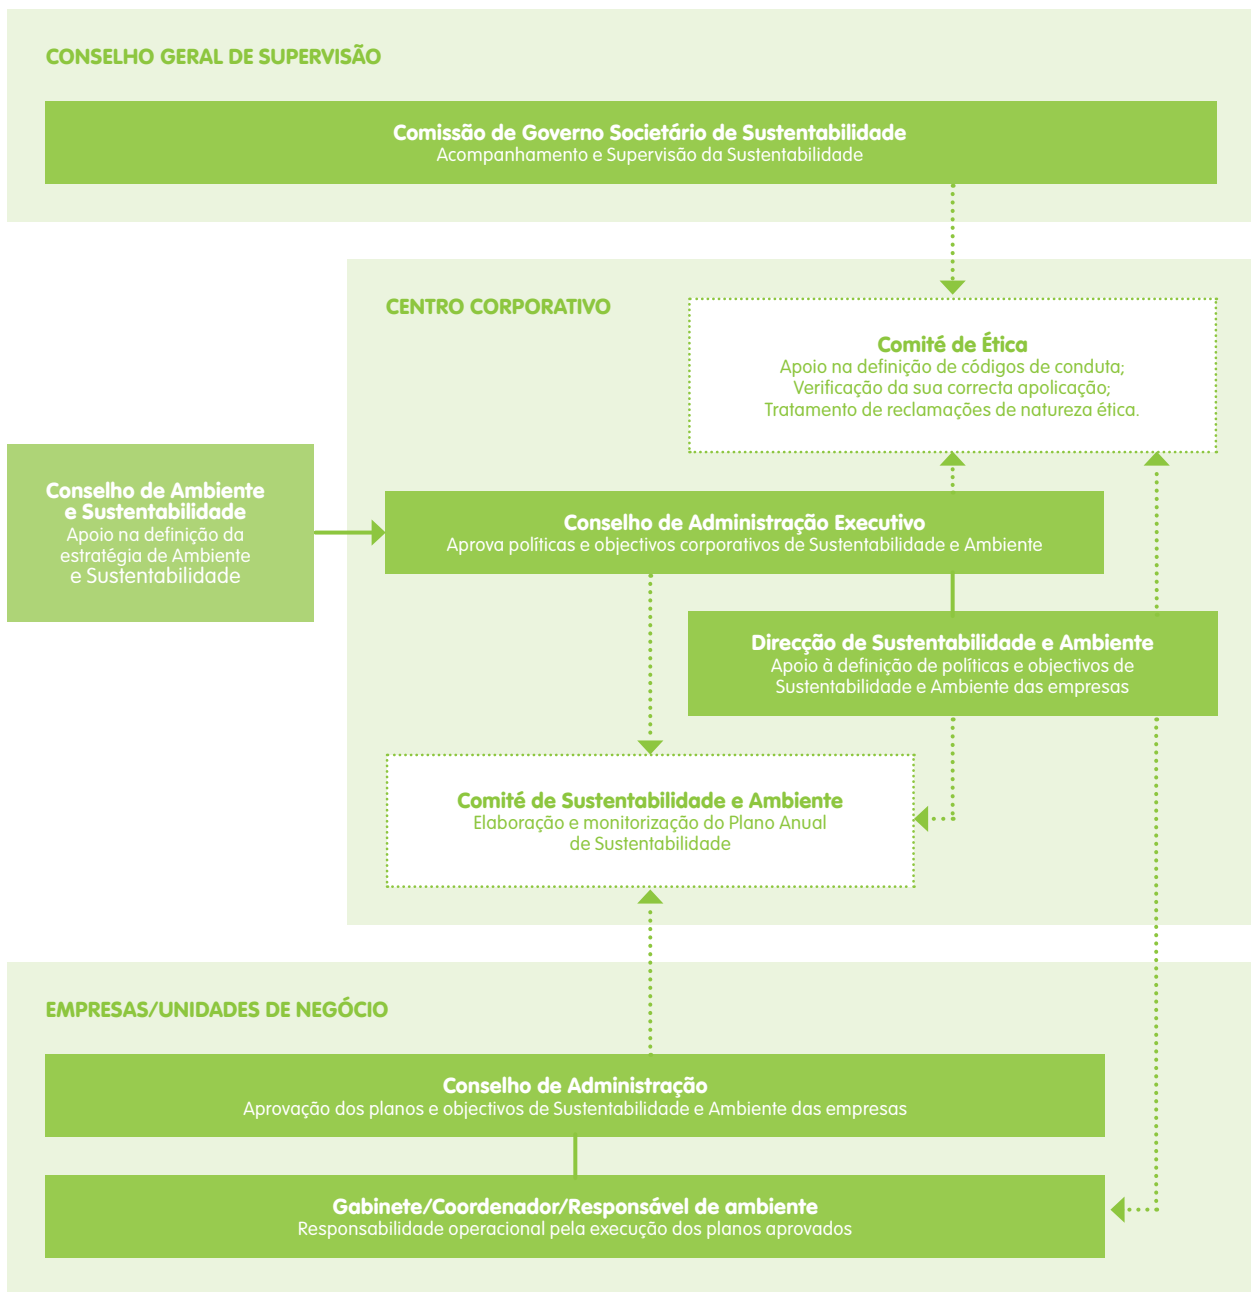 CONSELHO GERAL DE SUPERVISÃO
Comissão de Governo Societário de Sustentabilidade
Acompanhamento e Supervisão da Sustentabilidade
CENTRO CORPORATIVO
Comité de Ética
Apoio na definição de códigos de conduta;
Verificação da sua correcta apolicação;
Tratamento de reclamações de natureza ética.
Conselho de Ambiente
e Sustentabilidade
Apoio na definição da
estratégia de Ambiente
e Sustentabilidade
Conselho de Administração Executivo
Aprova políticas e objectivos corporativos de Sustentabilidade e Ambiente
Direcção de Sustentabilidade e Ambiente
Apoio à definição de políticas e objectivos de
Sustentabilidade e Ambiente das empresas
Comité de Sustentabilidade e Ambiente
Elaboração e monitorização do Plano Anual
de Sustentabilidade
EMPRESAS/UNIDADES DE NEGÓCIO
Conselho de Administração
Aprovação dos planos e objectivos de Sustentabilidade e Ambiente das empresas
Gabinete/Coordenador/Responsável de ambiente
Responsabilidade operacional pela execução dos planos aprovados